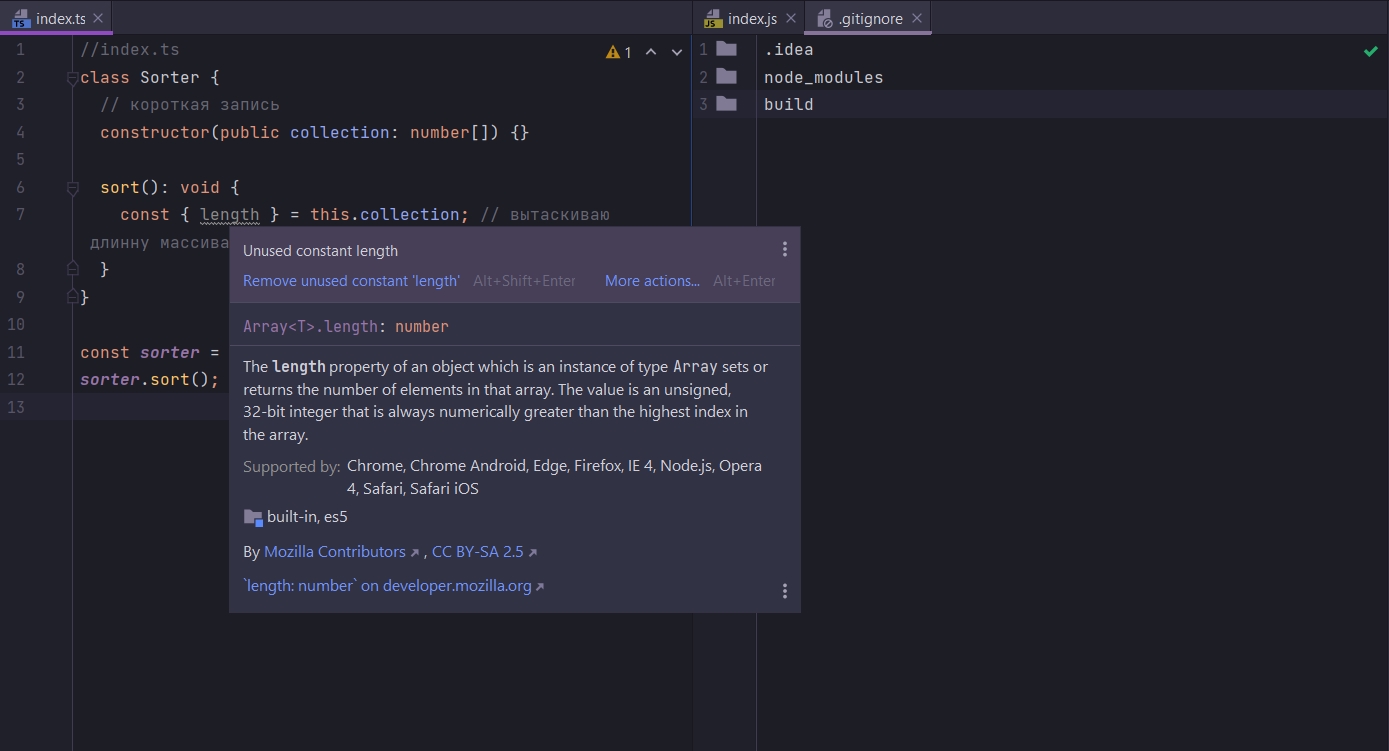 index.ts
index.js
.gitignore
1 //index.ts
1
2 class Sorter {
3 // короткая запись
4 constructor(public collection: number[]) {}
5
6 sort(): void {
7 const { length } = this.collection; // вытаскиваю
длинну массива
8 }
9 }
10
11 const sorter =
12 sorter.sort();
13
Unused constant length
Remove unused constant 'length' Alt+Shift+Enter More actions... Alt+Enter
Array<T>.length: number
The length property of an object which is an instance of type Array sets or
returns the number of elements in that array. The value is an unsigned,
32-bit integer that is always numerically greater than the highest index in
the array.
Supported by: Chrome, Chrome Android, Edge, Firefox, IE 4, Node.js, Opera
4, Safari, Safari iOS
built-in, es5
By Mozilla Contributors , CC BY-SA 2.5
`length: number` on developer.mozilla.org
1 .idea
2 node_modules
3 build